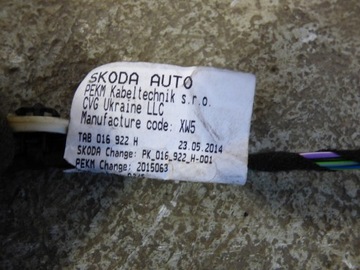 SKODA AUTO
PEKM Kabeltechnik s.r.o.
CVG Ukraine LLC
Manufacture code: XW5
TAB 016 922 H 23.05.2014
SKODA Change: PK_016_922_H-001
PEKM Change: 2015063